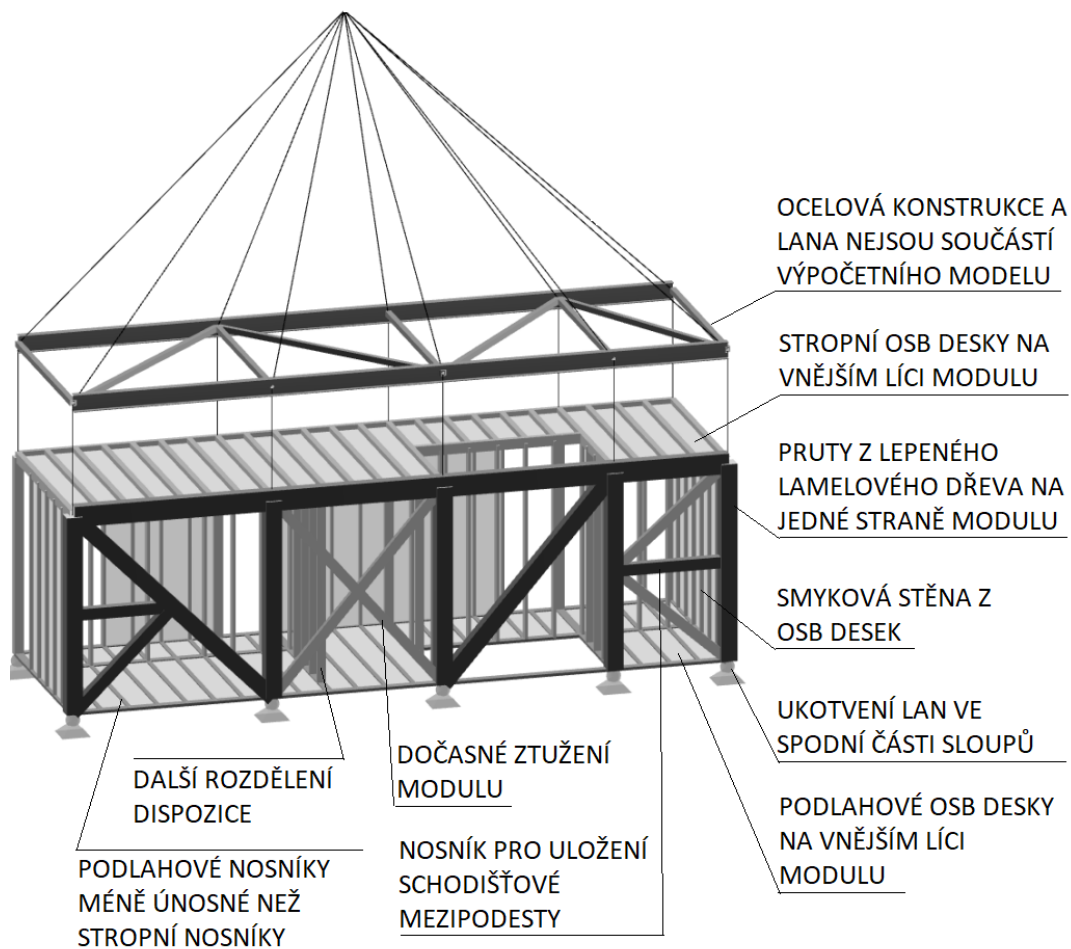 OCELOVÁ KONSTRUKCE A
LANA NEJSOU SOUČÁSTÍ
VÝPOČETNÍHO MODELU
STROPNÍ OSB DESKY NA
VNĚJŠÍM LÍCI MODULU
PRUTY Z LEPENÉHO
LAMELOVÉHO DŘEVA NA
JEDNÉ STRANĚ MODULU
SMYKOVÁ STĚNA Z
OSB DESEK
UKOTVENÍ LAN VE
SPODNÍ ČÁSTI SLOUPŮ
PODLAHOVÉ OSB DESKY
NA VNĚJŠÍM LÍCI
MODULU
DALŠÍ ROZDĚLENÍ
DISPOZICE
DOČASNÉ ZTUŽENÍ
MODULU
PODLAHOVÉ NOSNÍKY
MÉNĚ ÚNOSNÉ NEŽ
STROPNÍ NOSNÍKY
NOSNÍK PRO ULOŽENÍ
SCHODIŠŤOVÉ
MEZIPODESTY